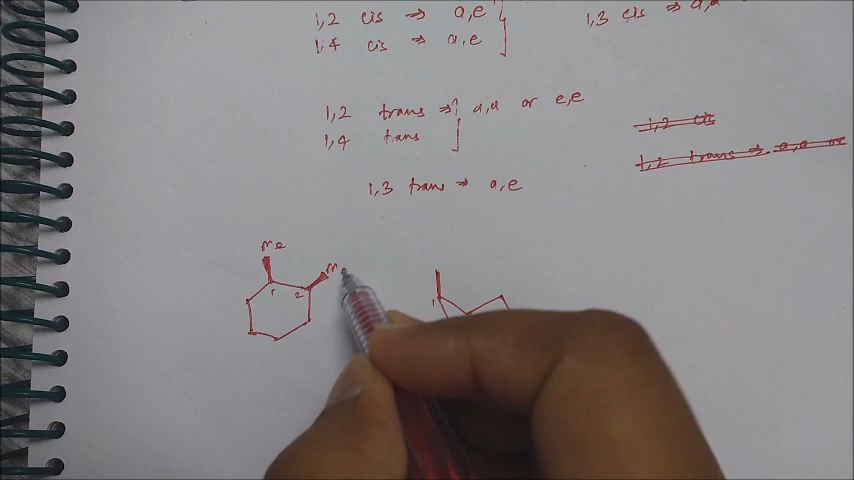 1,2 cis ⇒ a,e
1,3 cis ⇒ a,a
1,4 cis ⇒ a,e
1,2 trans ⇒ a,a or e,e
1,4 trans
1,3 trans ⇒ a,e
1,2 cis
1,2 trans ⇒ a,a or
Me
M
1
2
1